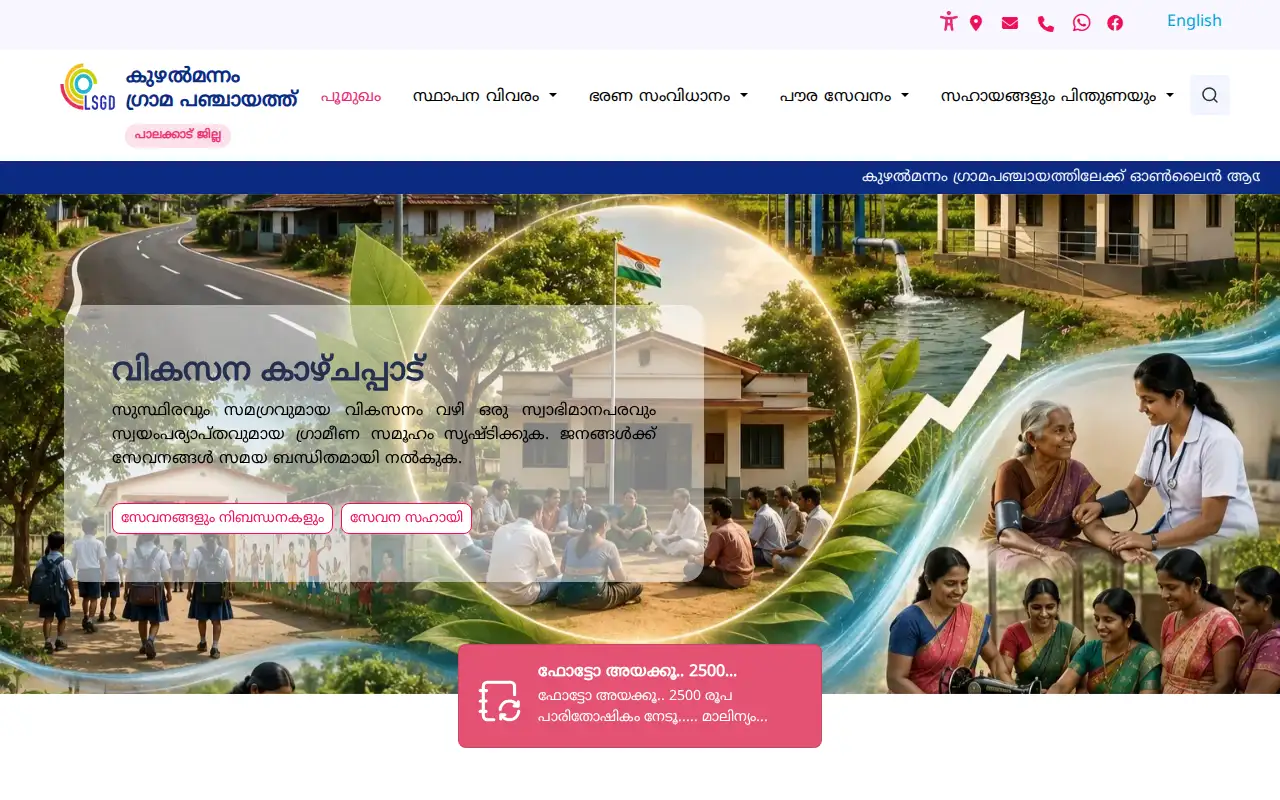 English
കുഴൽമന്നം
ഗ്രാമ പഞ്ചായത്ത്
LSGD
പാലക്കാട് ജില്ല
പൂമുഖം
സ്ഥാപന വിവരം
ഭരണ സംവിധാനം
പൗര സേവനം
സഹായങ്ങളും പിന്തുണയും
കുഴൽമന്നം ഗ്രാമപഞ്ചായത്തിലേക്ക് ഓൺലൈൻ
വികസന കാഴ്ചപ്പാട്
സുസ്ഥിരവും സമഗ്രവുമായ വികസനം വഴി ഒരു സ്വാഭിമാനപരവും
സ്വയംപര്യാപ്തവുമായ ഗ്രാമീണ സമൂഹം സൃഷ്ടിക്കുക. ജനങ്ങൾക്ക്
സേവനങ്ങൾ സമയ ബന്ധിതമായി നൽകുക.
സേവനങ്ങളും നിബന്ധനകളും
സേവന സഹായി
ഫോട്ടോ അയക്കൂ.. 2500...
ഫോട്ടോ അയക്കൂ.. 2500 രൂപ
പാരിതോഷികം നേടൂ..... മാലിന്യം...